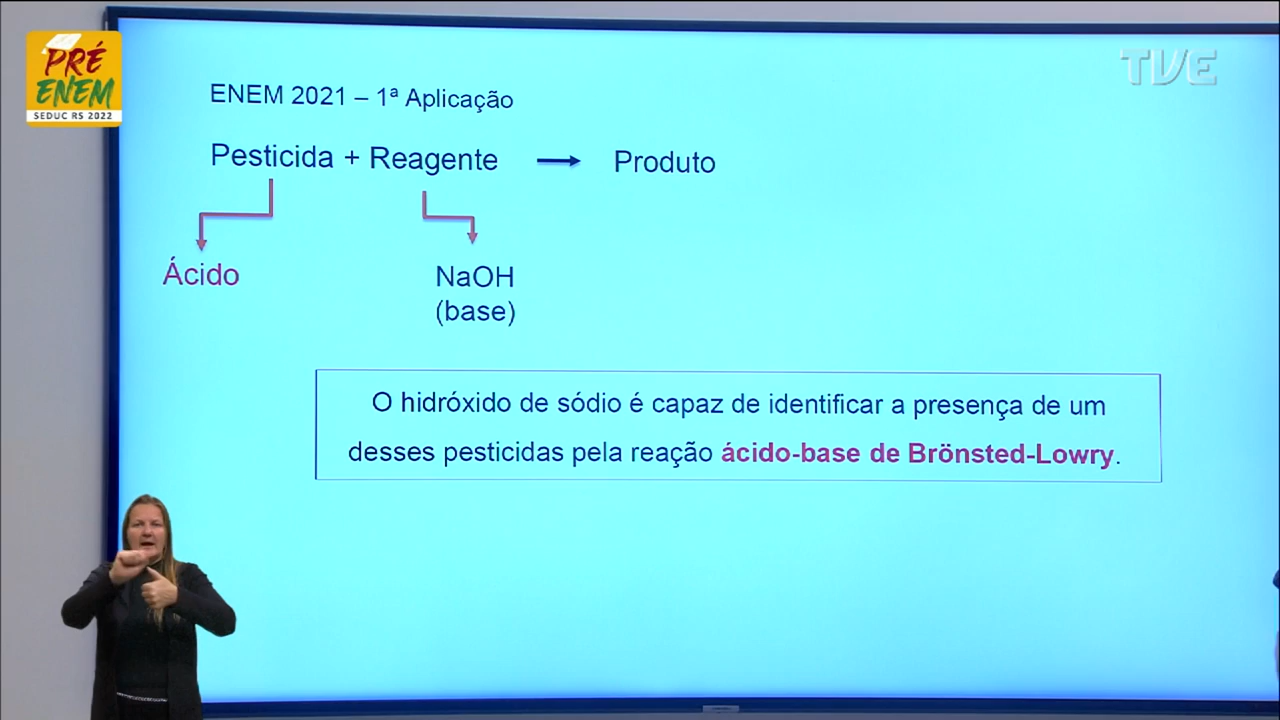 PRÉ
ENEM
SEDUC RS 2022
TVE
ENEM 2021 – 1ª Aplicação
Pesticida + Reagente → Produto
Ácido
NaOH
(base)
O hidróxido de sódio é capaz de identificar a presença de um
desses pesticidas pela reação ácido-base de Brönsted-Lowry.